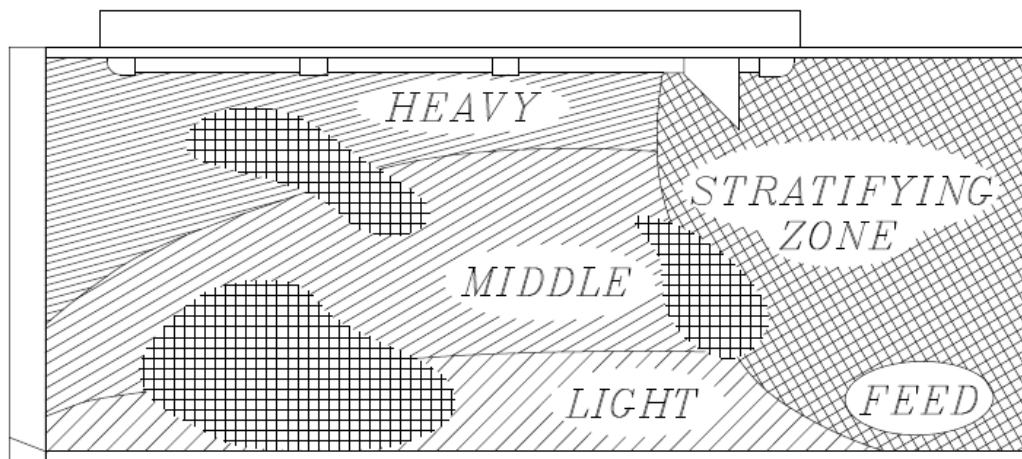 HEAVY
STRATIFYING
ZONE
MIDDLE
LIGHT
FEED